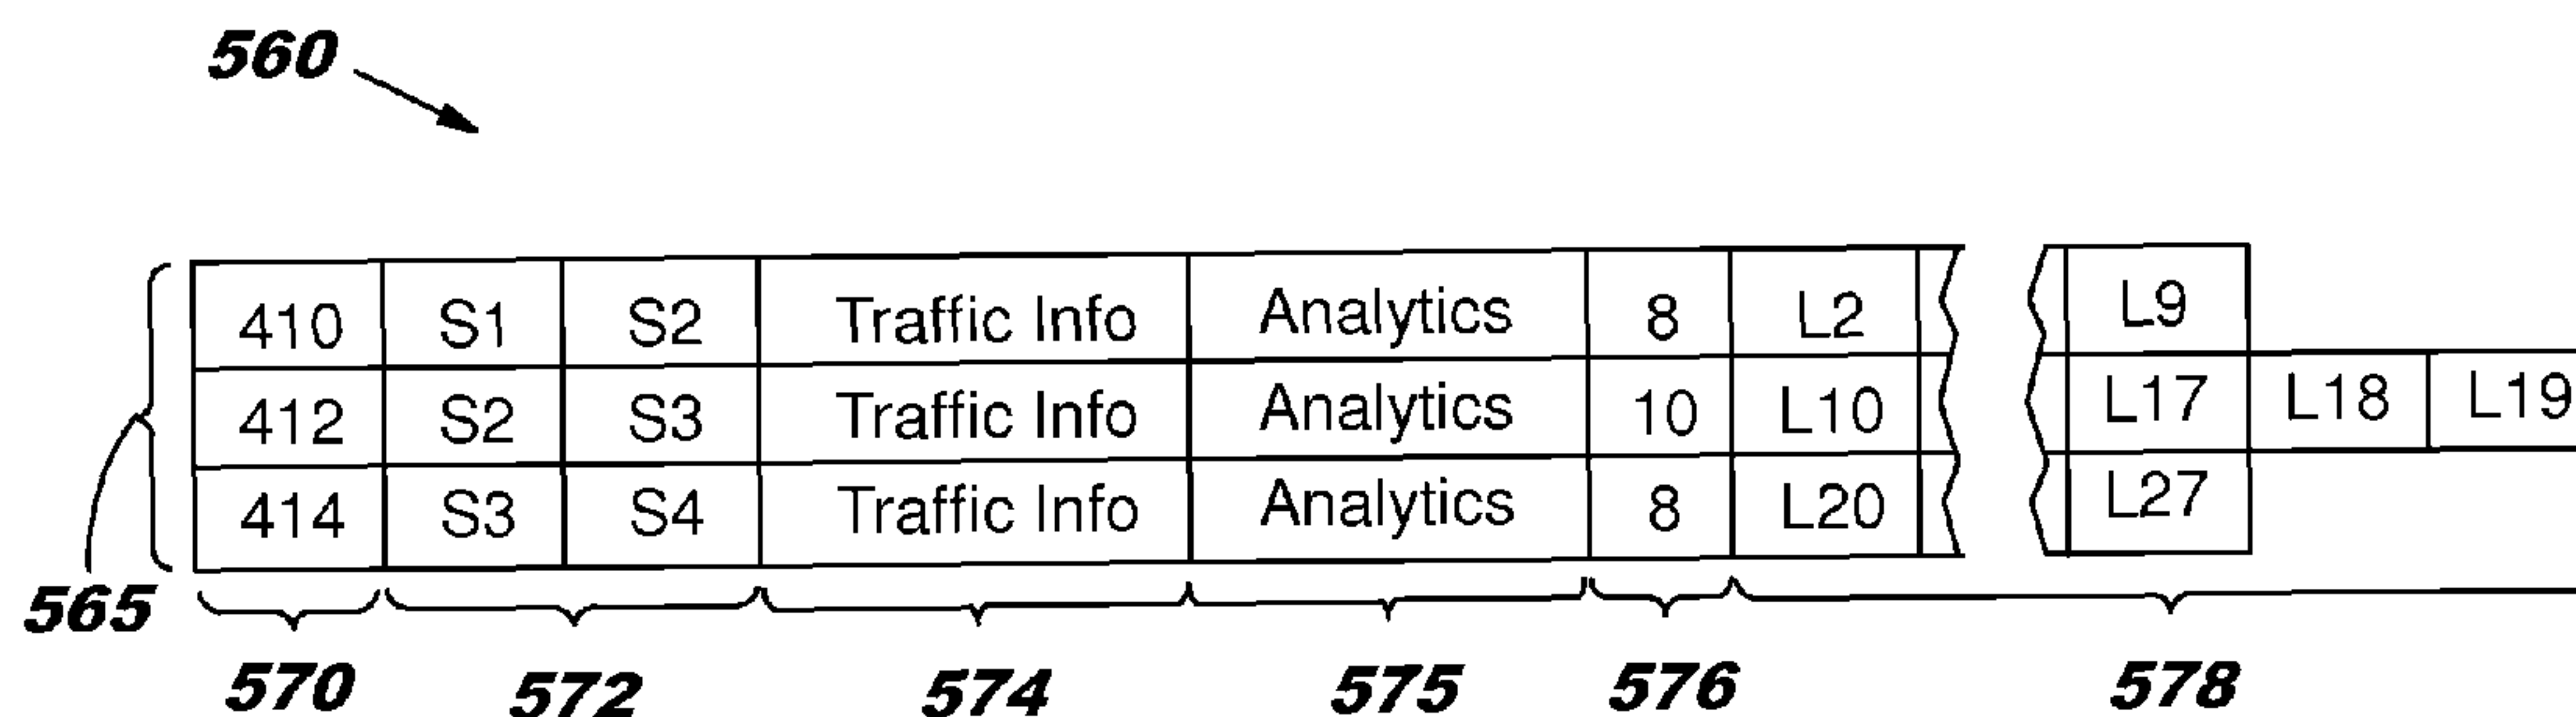 560
410 S1 S2 Traffic Info Analytics 8 L2 L9
412 S2 S3 Traffic Info Analytics 10 L10 L17 L18 L19
414 S3 S4 Traffic Info Analytics 8 L20 L27
565
570 572 574 575 576 578